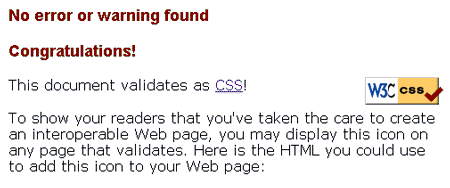 No error or warning found
Congratulations!
This document validates as CSS!
W3C css
To show your readers that you've taken the care to create
an interoperable Web page, you may display this icon on
any page that validates. Here is the HTML you could use
to add this icon to your Web page: